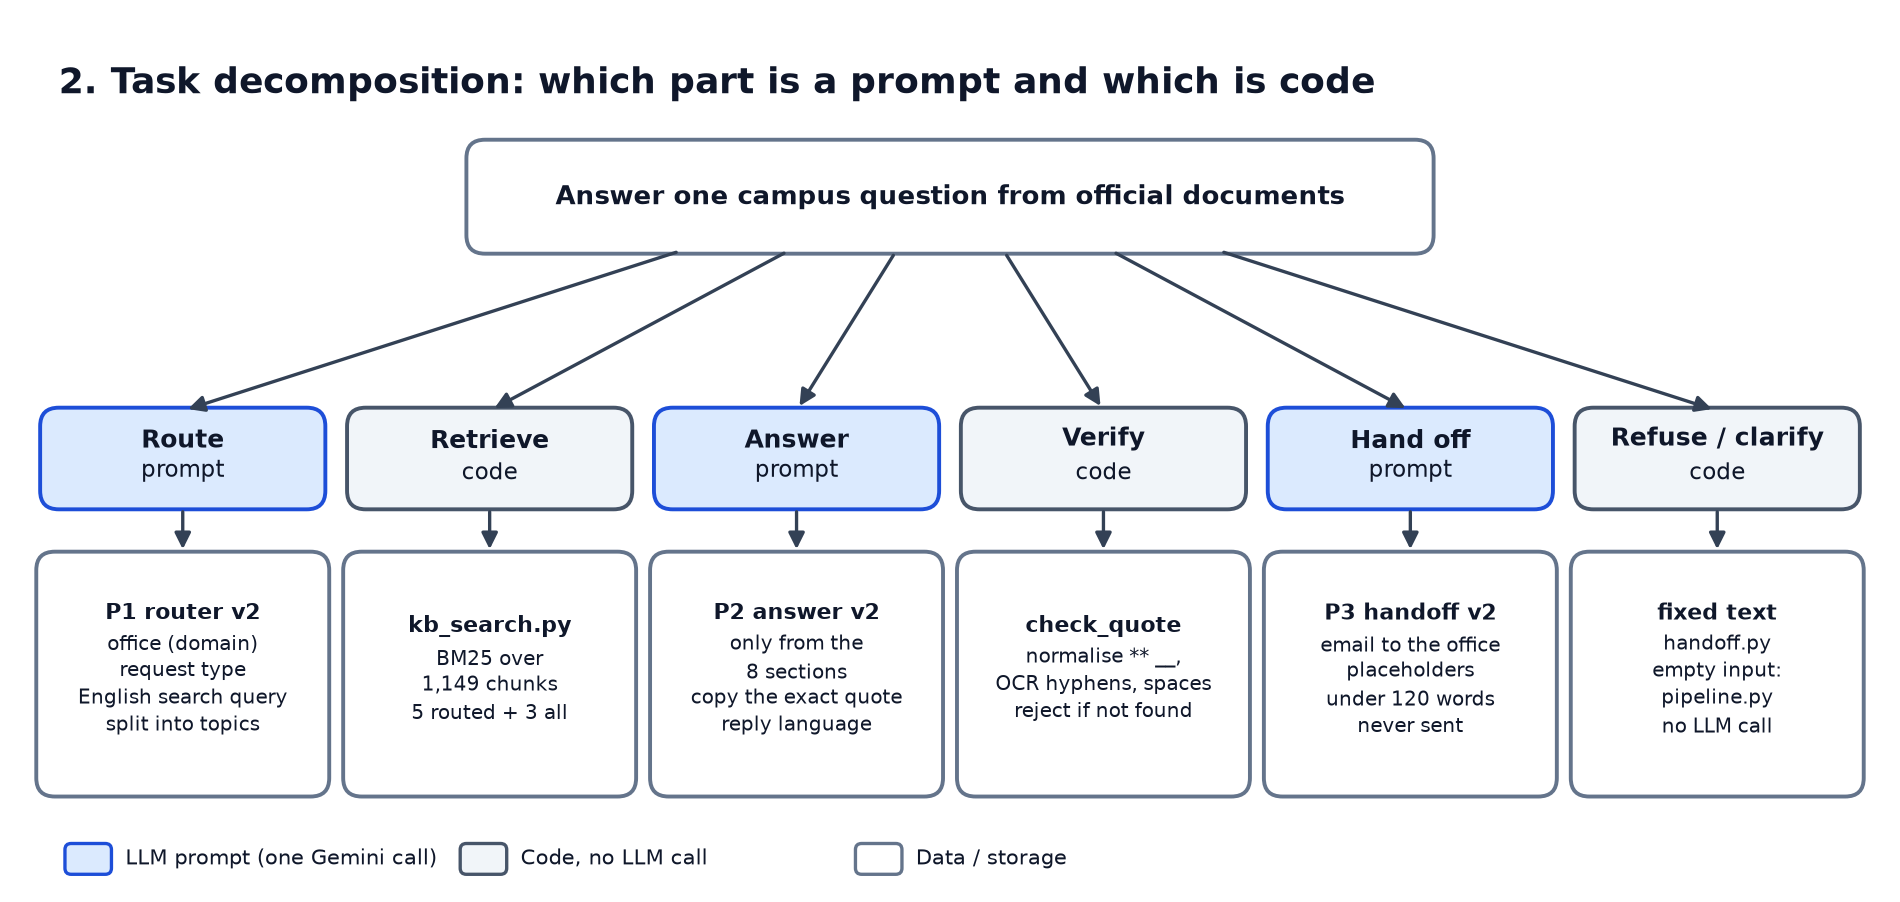 2. Task decomposition: which part is a prompt and which is code
Answer one campus question from official documents
Route
prompt
Retrieve
code
Answer
prompt
Verify
code
Hand off
prompt
Refuse / clarify
code
P1 router v2
office (domain)
request type
English search query
split into topics
kb_search.py
BM25 over
1,149 chunks
5 routed + 3 all
P2 answer v2
only from the
8 sections
copy the exact quote
reply language
check_quote
normalise ** __,
OCR hyphens, spaces
reject if not found
P3 handoff v2
email to the office
placeholders
under 120 words
never sent
fixed text
handoff.py
empty input:
pipeline.py
no LLM call
LLM prompt (one Gemini call)
Code, no LLM call
Data / storage